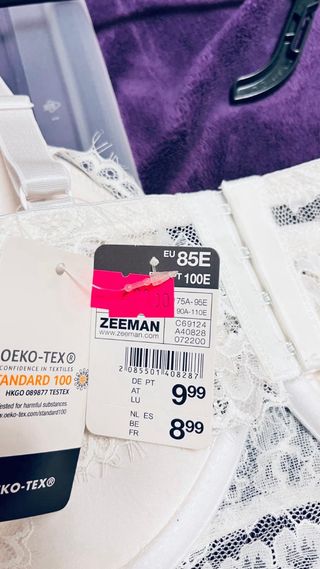 OEKO-TEX®
CONFIDENCE IN TEXTILES
STANDARD 100
HKGO 089877 TESTEX
Tested for harmful substances.
.oeko-tex.com/standard100
EKO-TEX®
EU 85E
T 100E
75A-95E
90A-110E
ZEEMAN
www.zeeman.com
C69124
A40828
072200
2085501408287
DE PT
AT
LU
9.99
NL ES
BE
FR
8.99